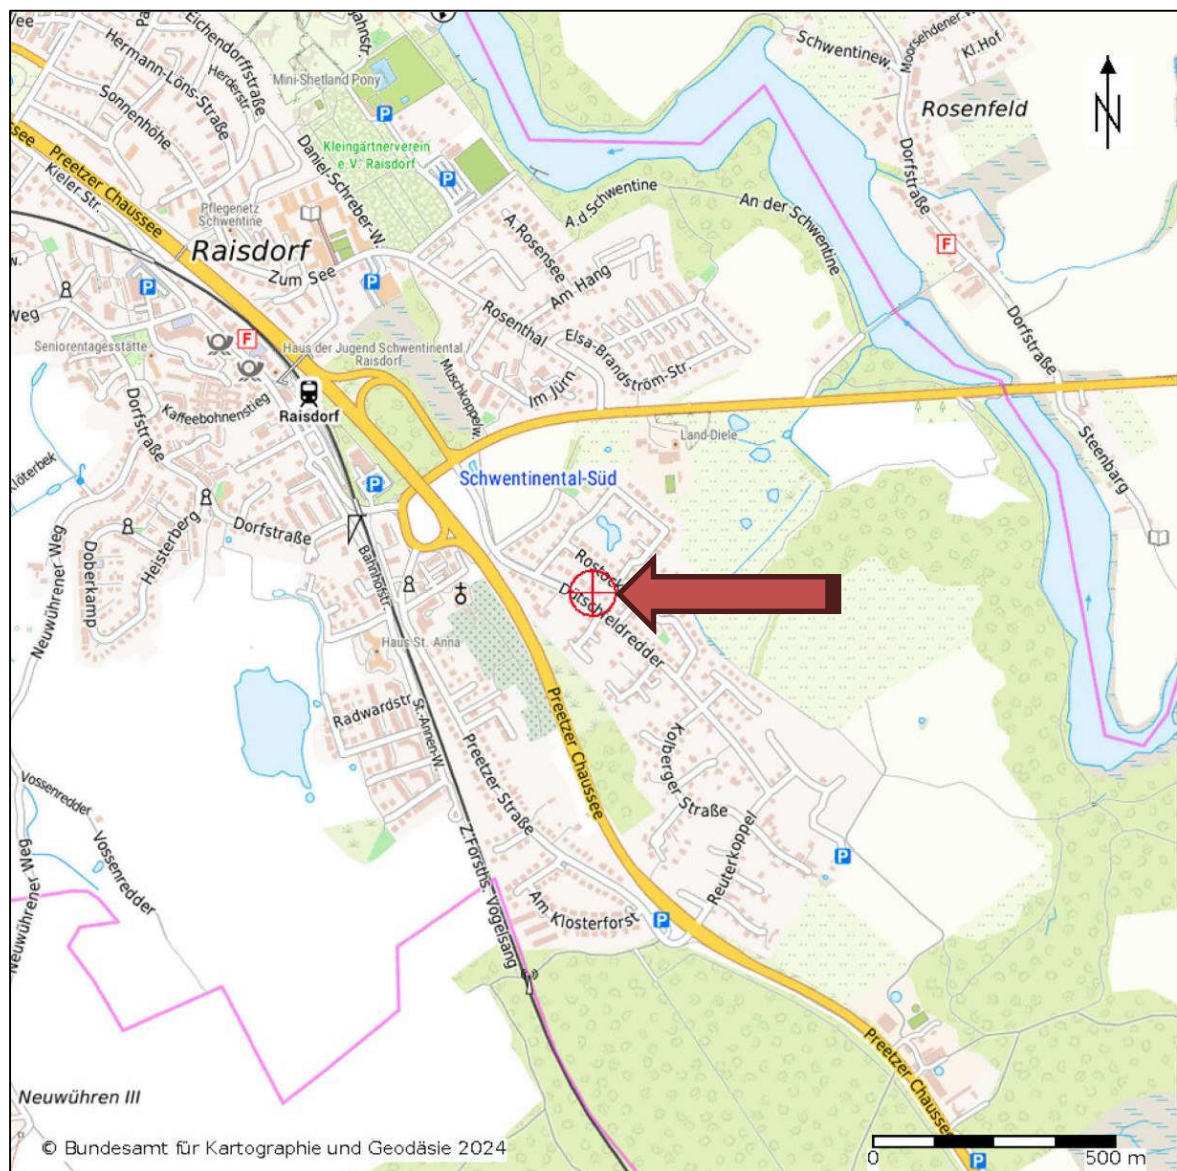 Eichendorffstraße
Hermann-Löns-Straße
Herderstr.
Sonnenhöhe
Mini-Shetland Pony
Kleingärtnerverein
e.V. Raisdorf
P
P
Daniel-Schreber-W.
Schwentinew.
Moorsehdener-W.
Kl.Hof
N
Rosenfeld
Dorfstraße
Preetzer Chaussee
Kieler-Str.
Pflegenetz
Schwentine
Raisdorf
Zum See
P
P
A.Rosensee
A.d.Schwentine
An der Schwentine
Am Hang
F
Weg
Seniorentagesstätte
F
Haus der Jugend Schwentinental /
Raisdorf
Rosenthal
Elsa-Brandström-Str.
Im Jürn
Muschkoppelw.
Dorfstraße
Kaffeebohnenstieg
Raisdorf
Dorfstraße
Land-Diele
Steenbarg
Klöterbek
P
Schwentinental-Süd
Neuwührener Weg
Doberkamp
Heisterberg
Dorfstraße
Bahnhofstr.
Haus St. Anna
Rostock
Dütschfeldredder
Radwardstr.
St.-Annen-W.
Preetzer Straße
Preetzer Chaussee
Kolberger Straße
Reuterkoppel
P
Vossenredder
Vossenredder
Neuwührener Weg
Z.Forsths. Vogelsang
Am Klosterforst
P
Preetzer Chaussee
Neuwühren III
© Bundesamt für Kartographie und Geodäsie 2024
0
500 m
P